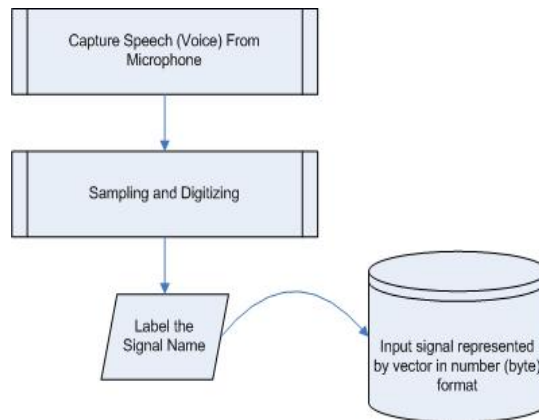 Capture Speech (Voice) From
Microphone
Sampling and Digitizing
Label the
Signal Name
Input signal represented
by vector in number (byte)
format